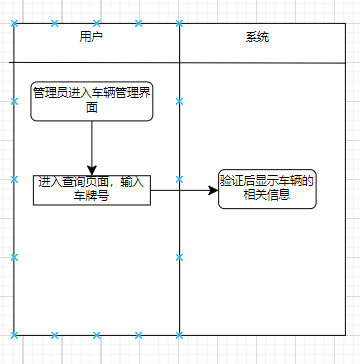 用户
系统
管理员进入车辆管理界
面
进入查询页面，输入
车牌号
验证后显示车辆的
相关信息